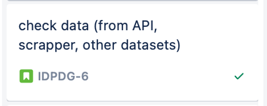 check data (from API,
scrapper, other datasets)
IDPDG-6